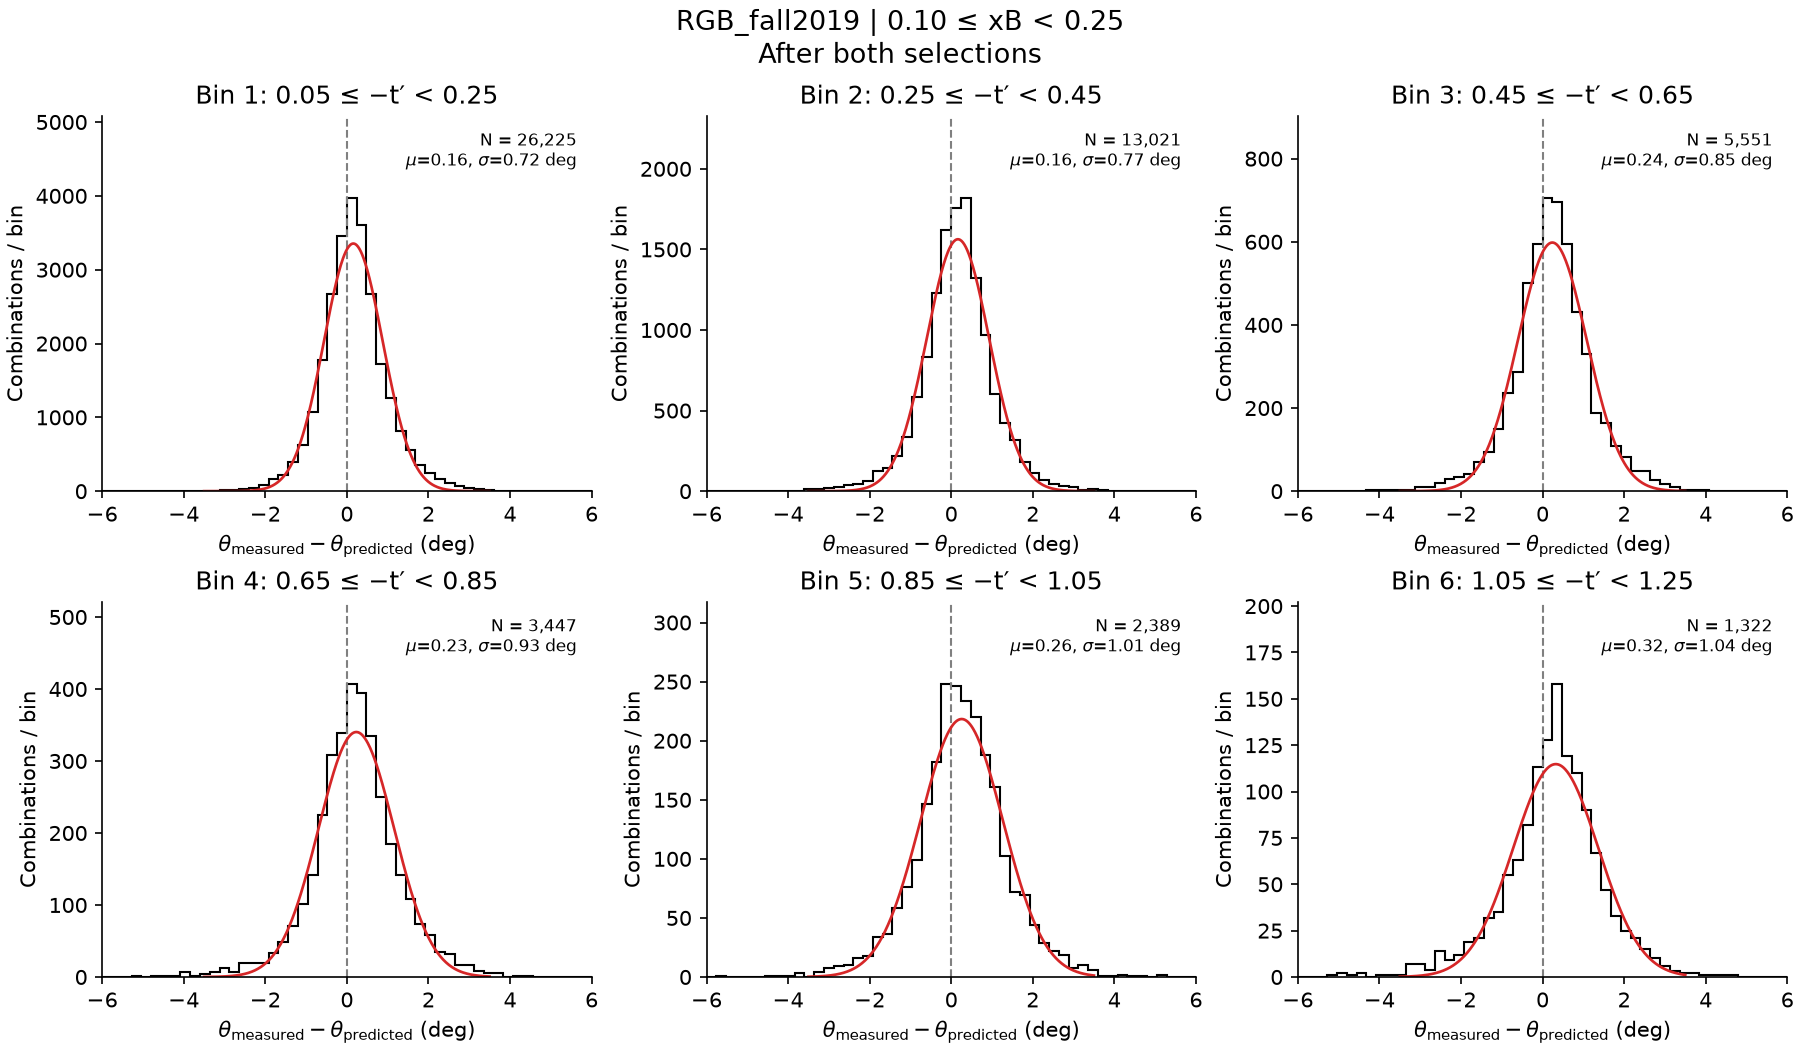 RGB_fall2019 | 0.10 ≤ xB < 0.25
After both selections
Bin 1: 0.05 ≤ −t′ < 0.25
N = 26,225
μ=0.16, σ=0.72 deg
Combinations / bin
5000
4000
3000
2000
1000
0
−6 −4 −2 0 2 4 6
θmeasured − θpredicted (deg)
Bin 2: 0.25 ≤ −t′ < 0.45
N = 13,021
μ=0.16, σ=0.77 deg
Combinations / bin
2000
1500
1000
500
0
−6 −4 −2 0 2 4 6
θmeasured − θpredicted (deg)
Bin 3: 0.45 ≤ −t′ < 0.65
N = 5,551
μ=0.24, σ=0.85 deg
Combinations / bin
800
600
400
200
0
−6 −4 −2 0 2 4 6
θmeasured − θpredicted (deg)
Bin 4: 0.65 ≤ −t′ < 0.85
N = 3,447
μ=0.23, σ=0.93 deg
Combinations / bin
500
400
300
200
100
0
−6 −4 −2 0 2 4 6
θmeasured − θpredicted (deg)
Bin 5: 0.85 ≤ −t′ < 1.05
N = 2,389
μ=0.26, σ=1.01 deg
Combinations / bin
300
250
200
150
100
50
0
−6 −4 −2 0 2 4 6
θmeasured − θpredicted (deg)
Bin 6: 1.05 ≤ −t′ < 1.25
N = 1,322
μ=0.32, σ=1.04 deg
Combinations / bin
200
175
150
125
100
75
50
25
0
−6 −4 −2 0 2 4 6
θmeasured − θpredicted (deg)